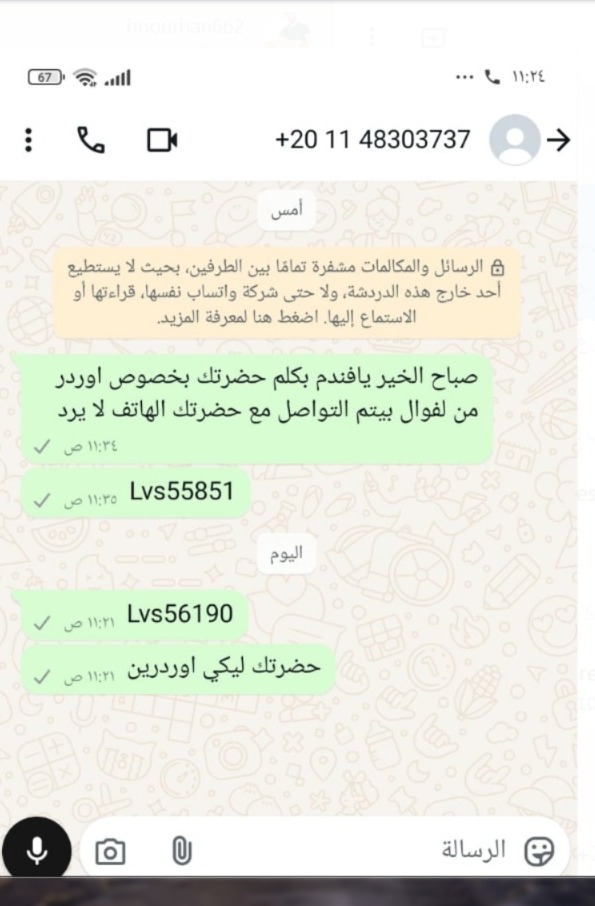 hnourhan662
67
١١:٢٤
+20 11 48303737
أمس
الرسائل والمكالمات مشفرة تمامًا بين الطرفين، بحيث لا يستطيع
أحد خارج هذه الدردشة، ولا حتى شركة واتساب نفسها، قراءتها أو
الاستماع إليها. اضغط هنا لمعرفة المزيد.
صباح الخير يافندم بكلم حضرتك بخصوص اوردر
من لفوال بيتم التواصل مع حضرتك الهاتف لا يرد
١١:٣٤ ص
Lvs55851
١١:٣٥ ص
اليوم
Lvs56190
١١:٢١ ص
حضرتك ليكي اوردرين
١١:٢١ ص
الرسالة